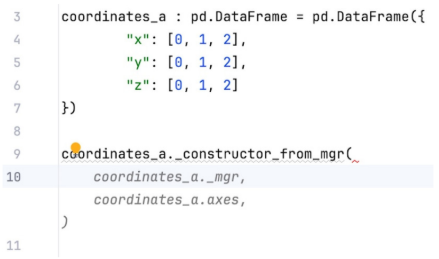 3 coordinates_a : pd.DataFrame = pd.DataFrame({
4 "x": [0, 1, 2],
5 "y": [0, 1, 2],
6 "z": [0, 1, 2]
7 })
8
9 coordinates_a._constructor_from_mgr(
10 coordinates_a._mgr,
coordinates_a.axes,
)
11